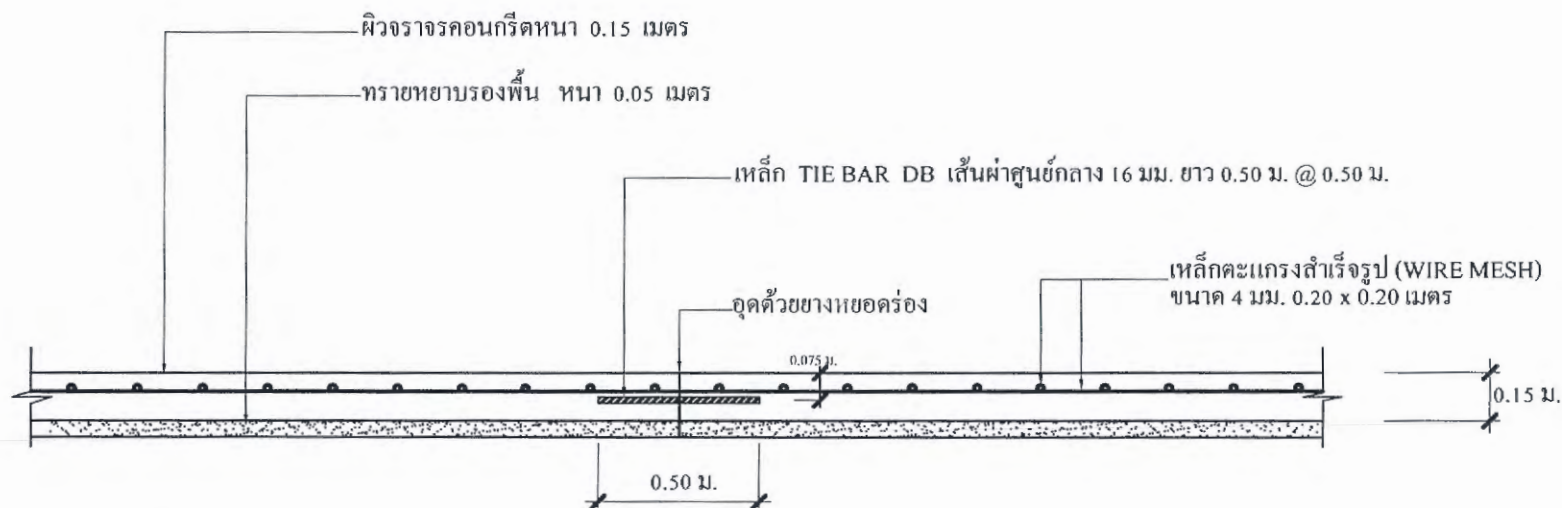 ผิวจราจรคอนกรีตหนา 0.15 เมตร
ทรายหยาบรองพื้น หนา 0.05 เมตร
เหล็ก TIE BAR DB เส้นผ่าศูนย์กลาง 16 มม. ยาว 0.50 ม. @ 0.50 ม.
เหล็กตะแกรงสำเร็จรูป (WIRE MESH)
ขนาด 4 มม. 0.20 x 0.20 เมตร
อุดด้วยยางหยอดร่อง
0.075 ม.
0.15 ม.
0.50 ม.